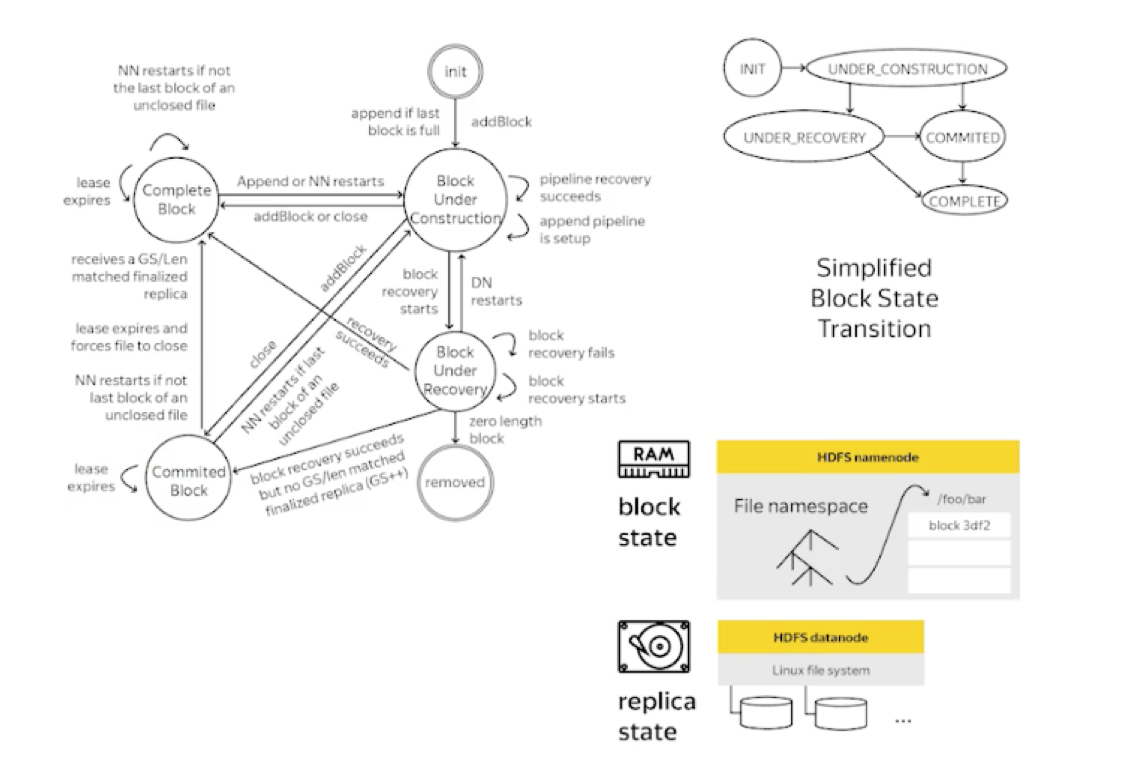 NN restarts if not
the last block of an
unclosed file
init
append if last
block is full
addBlock
lease
expires
Complete
Block
Append or NN restarts
addBlock or close
Block
Under
Construction
pipeline recovery
succeeds
append pipeline
is setup
receives a GS/Len
matched finalized
replica
lease expires and
forces file to close
NN restarts if not
last block of an
unclosed file
addBlock
close
NN restarts if last
block of an
unclosed file
recovery
succeeds
block
recovery
starts
DN
restarts
Block
Under
Recovery
block
recovery fails
block
recovery starts
zero length
block
removed
lease
expires
Commited
Block
block recovery succeeds
but no GS/len matched
finalized replica (GS++)
INIT
UNDER_CONSTRUCTION
UNDER_RECOVERY
COMMITED
COMPLETE
Simplified
Block State
Transition
RAM
block
state
HDFS namenode
File namespace
/foo/bar
block 3df2
replica
state
HDFS datanode
Linux file system
...